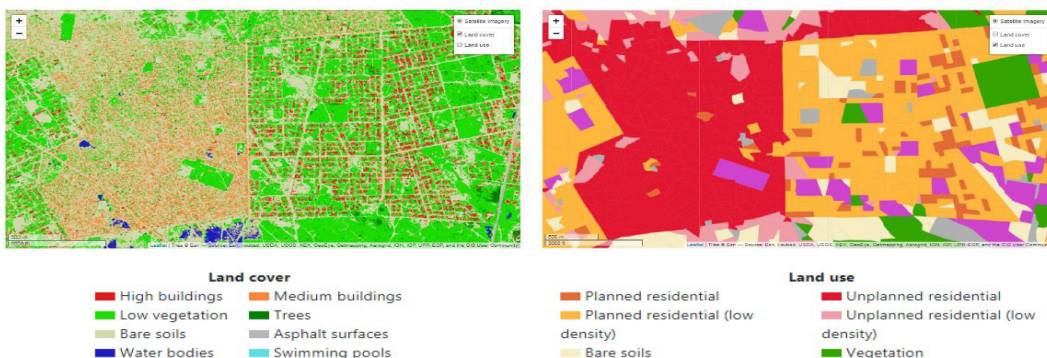 +
−
Satellite Imagery
Land cover
Land use
+
−
Satellite Imagery
Land cover
Land use
500 m
500 m
Land cover
High buildings
Medium buildings
Low vegetation
Trees
Bare soils
Asphalt surfaces
Water bodies
Swimming pools
Land use
Planned residential
Unplanned residential
Planned residential (low
density)
Unplanned residential (low
density)
Bare soils
Vegetation